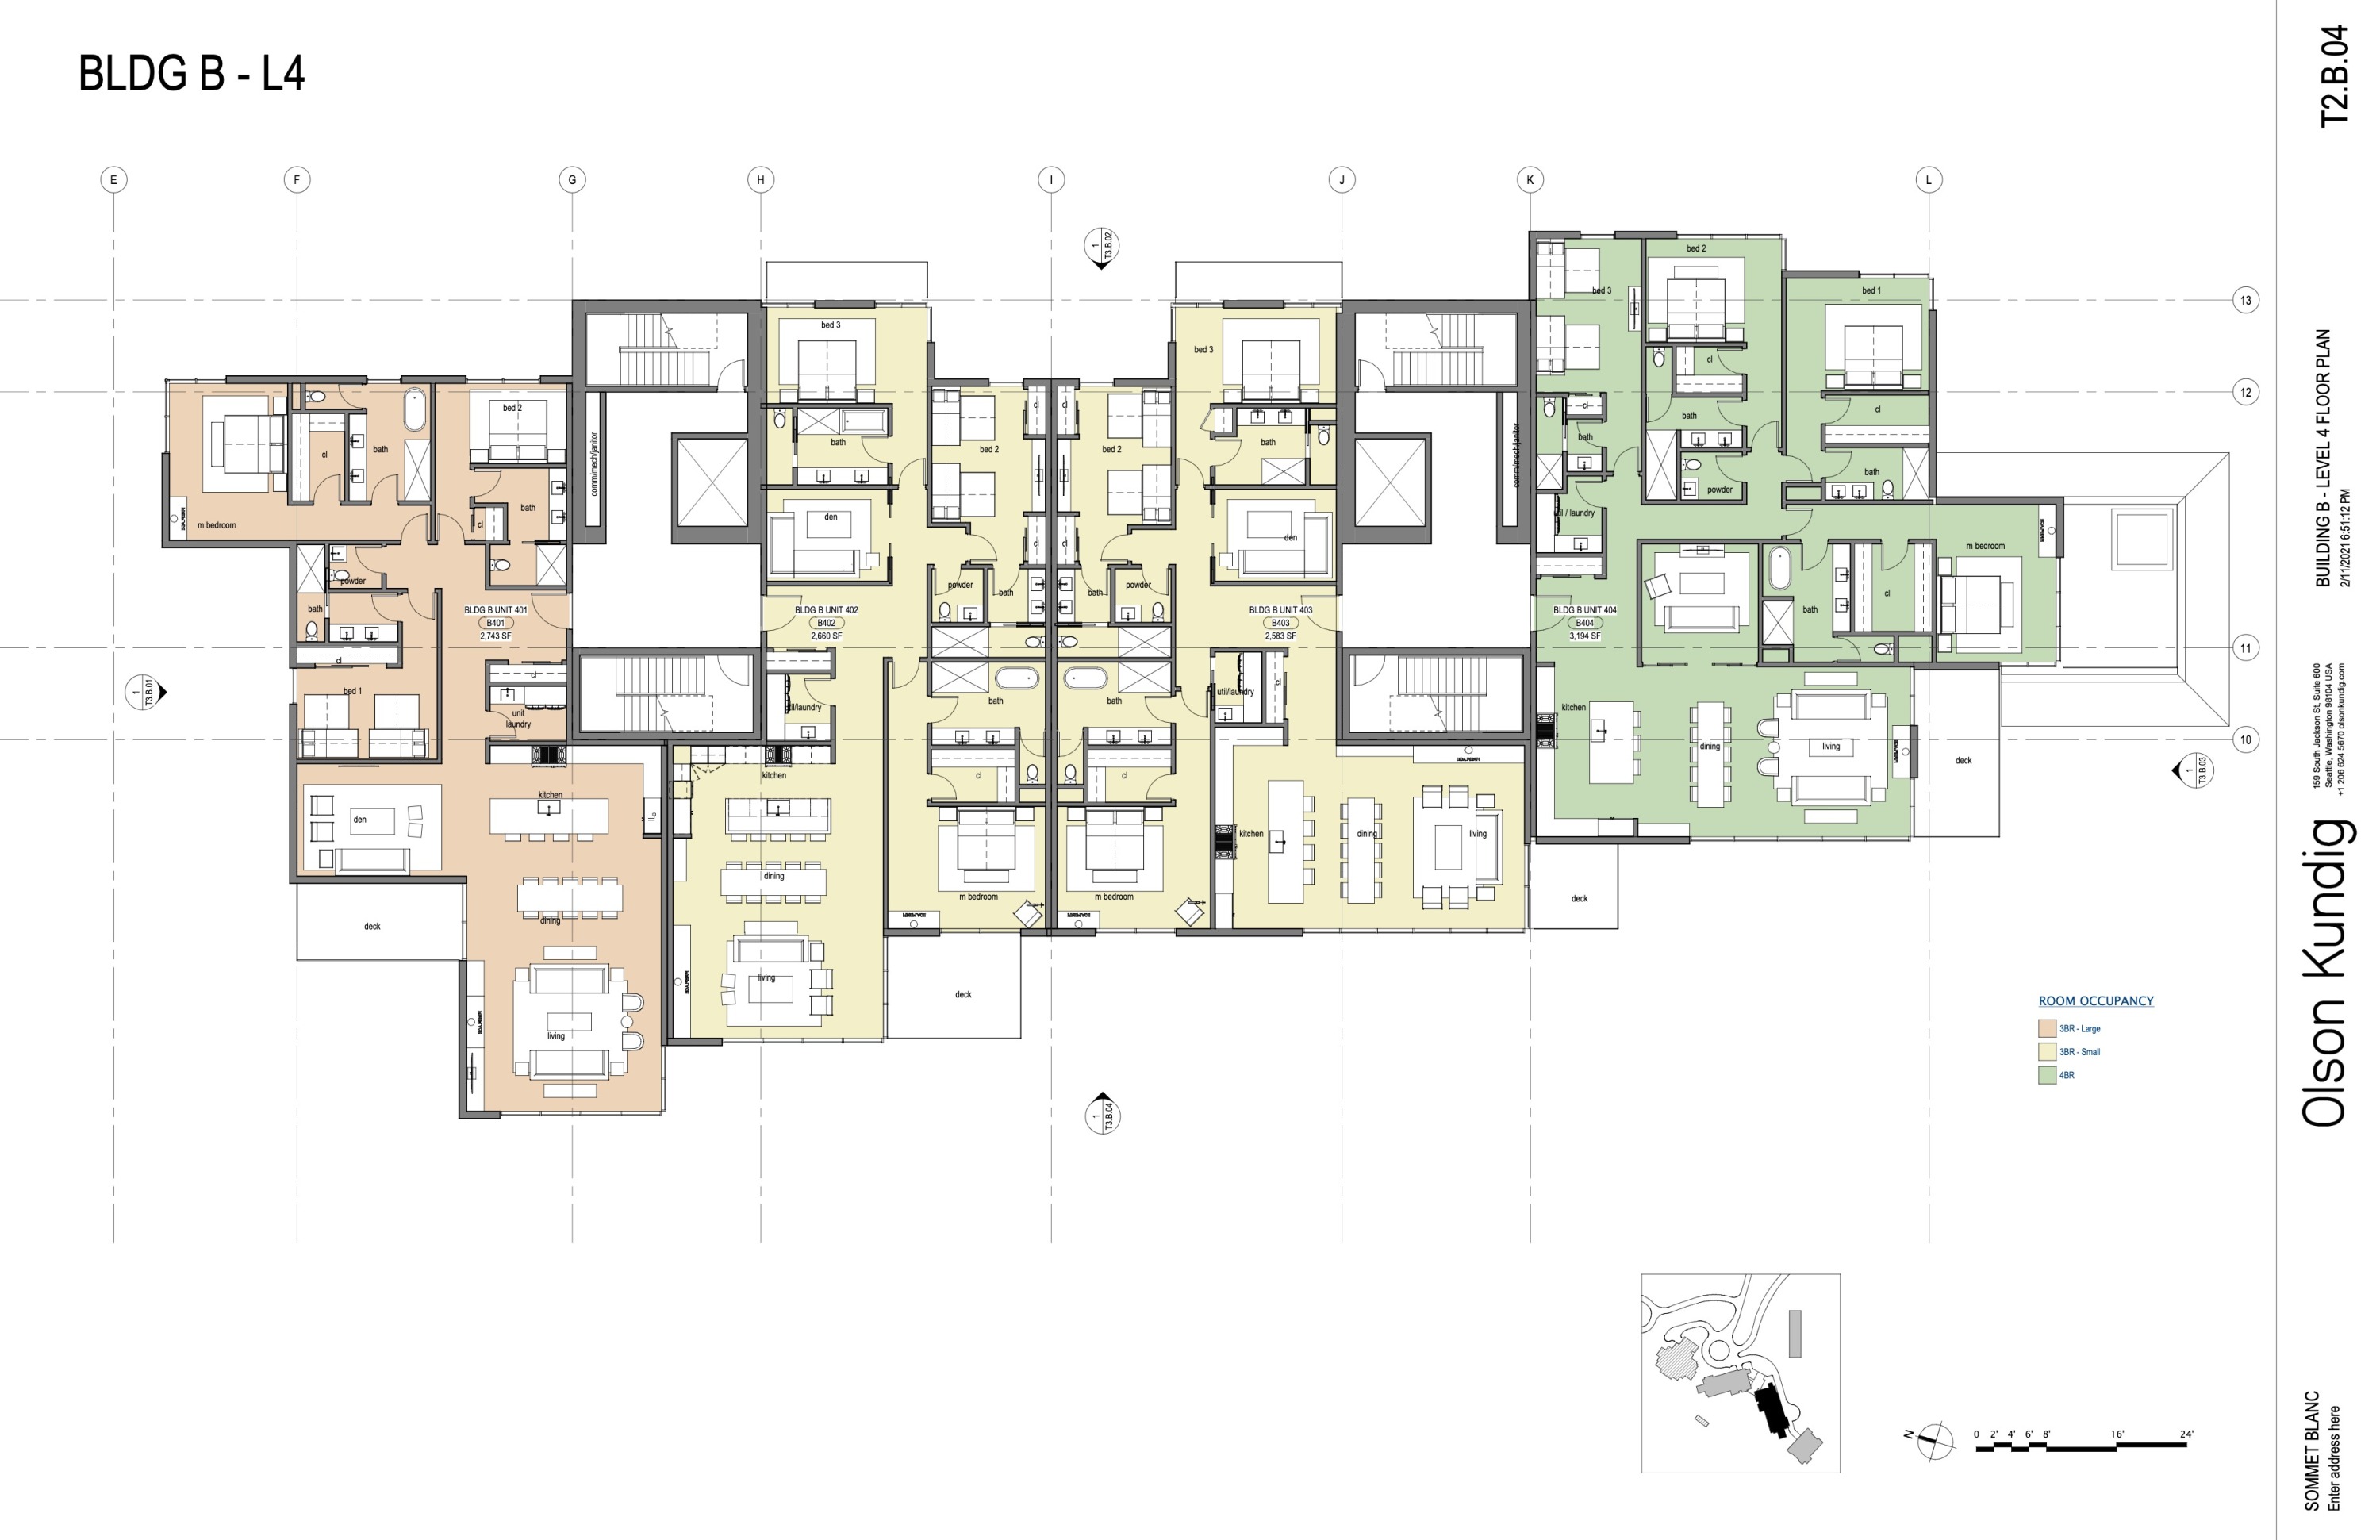 BLDG B - L4
T2.B.04
BUILDING B - LEVEL 4 FLOOR PLAN
2/11/2021 6:51:12 PM
159 South Jackson St, Suite 600
Seattle, Washington 98104 USA
+1 206 624 5670 olsonkundig.com
Olson Kundig
SOMMET BLANC
Enter address here
E
F
G
H
I
J
K
L
13
12
11
10
1
T3.B.01
1
T3.B.02
1
T3.B.03
1
T3.B.04
m bedroom
cl
bath
bed 2
bath
cl
powder
bath
cl
bed 1
BLDG B UNIT 401
B401
2,743 SF
cl
unit
laundry
kitchen
den
dining
deck
living
comm/mech/janitor
bed 3
bath
den
bed 2
cl
cl
powder
bath
BLDG B UNIT 402
B402
2,660 SF
kitchen
dining
living
bath
cl
m bedroom
deck
bed 3
bath
den
bed 2
cl
cl
powder
bath
BLDG B UNIT 403
B403
2,583 SF
util/laundry
cl
bath
cl
m bedroom
kitchen
dining
living
deck
comm/mech/janitor
bed 3
bed 2
bed 1
cl
cl
cl
bath
bath
bath
powder
/ laundry
BLDG B UNIT 404
B404
3,194 SF
bath
cl
m bedroom
kitchen
dining
living
deck
ROOM OCCUPANCY
3BR - Large
3BR - Small
4BR
N
0 2' 4' 6' 8' 16' 24'